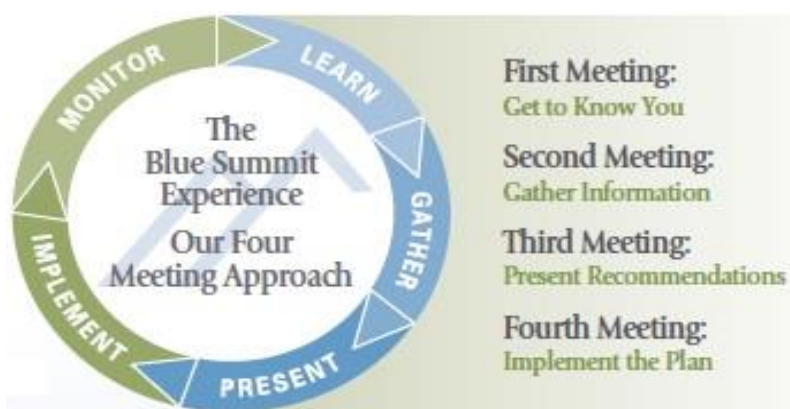 MONITOR
LEARN
GATHER
PRESENT
IMPLEMENT
The
Blue Summit
Experience
Our Four
Meeting Approach
First Meeting:
Get to Know You
Second Meeting:
Gather Information
Third Meeting:
Present Recommendations
Fourth Meeting:
Implement the Plan